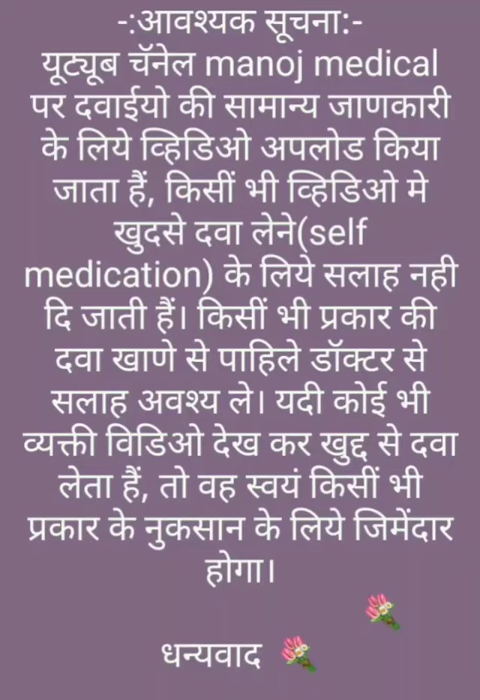 -:आवश्यक सूचना:-
यूट्यूब चॅनेल manoj medical
पर दवाईयो की सामान्य जाणकारी
के लिये व्हिडिओ अपलोड किया
जाता हैं, किसीं भी व्हिडिओ मे
खुदसे दवा लेने(self
medication) के लिये सलाह नही
दि जाती हैं। किसीं भी प्रकार की
दवा खाणे से पाहिले डॉक्टर से
सलाह अवश्य ले। यदी कोई भी
व्यक्ती विडिओ देख कर खुद्द से दवा
लेता हैं, तो वह स्वयं किसीं भी
प्रकार के नुकसान के लिये जिमेंदार
होगा।
धन्यवाद